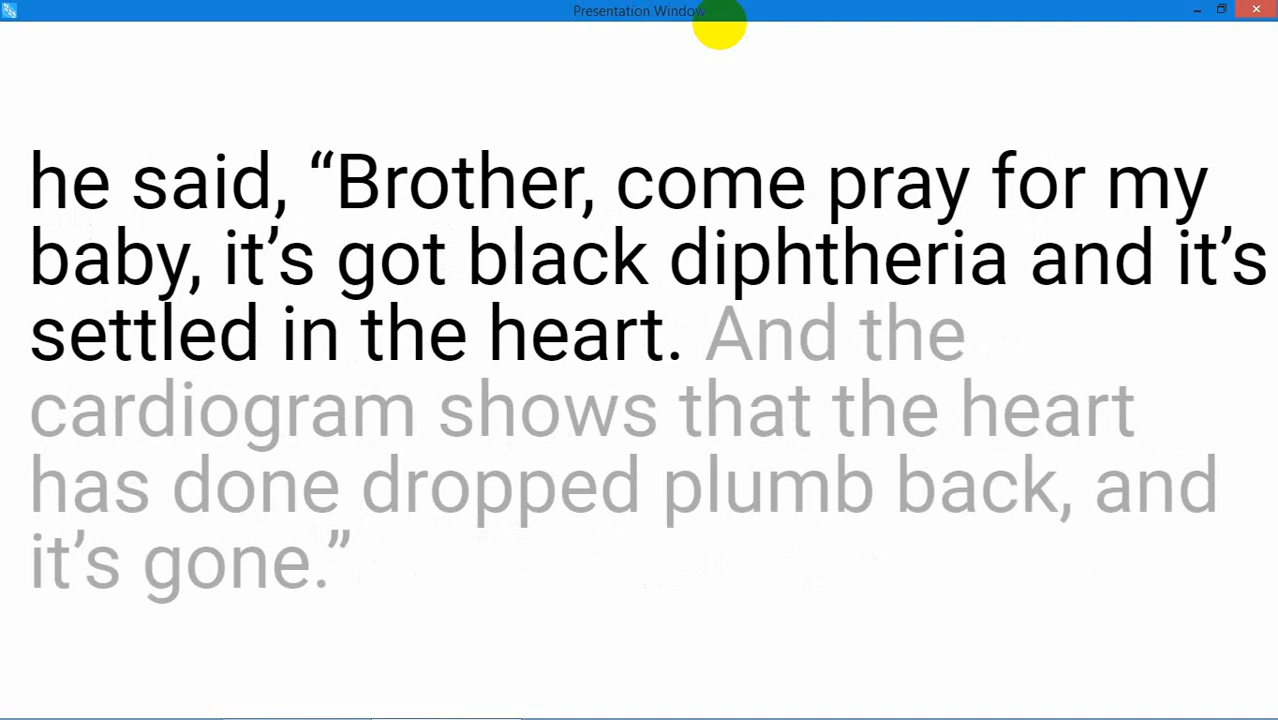 Presentation Window
he said, “Brother, come pray for my
baby, it’s got black diphtheria and it’s
settled in the heart. And the
cardiogram shows that the heart
has done dropped plumb back, and
it’s gone.”